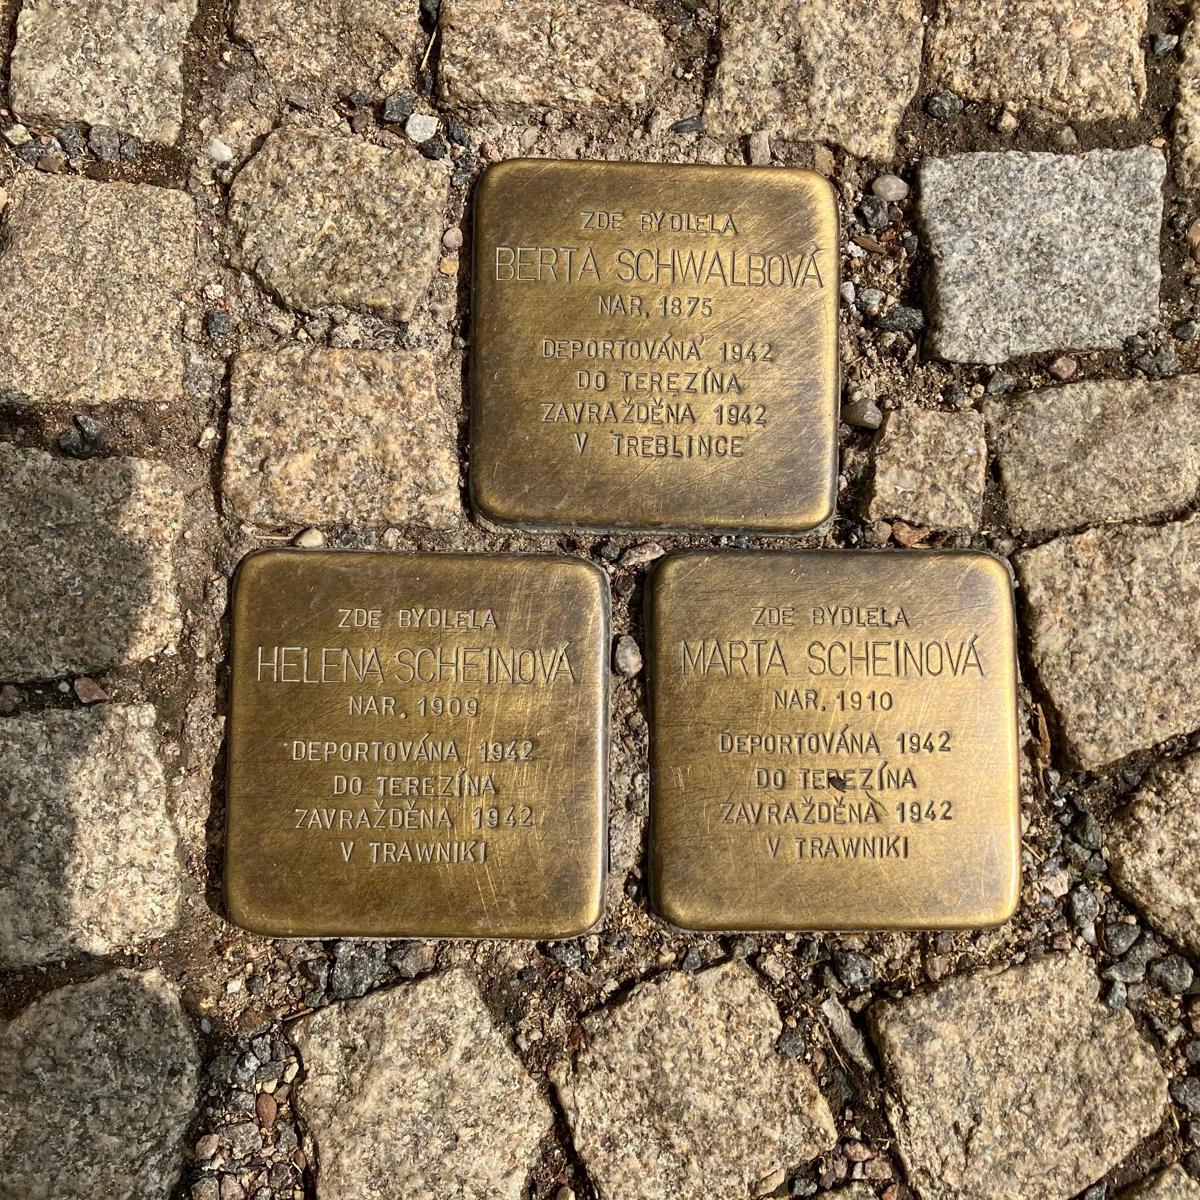 ZDE BYDLELA
BERTA SCHWALBOVÁ
NAR. 1875
DEPORTOVÁNA 1942
DO TEREZÍNA
ZAVRAŽDĚNA 1942
V TREBLINCE
ZDE BYDLELA
HELENA SCHEINOVÁ
NAR. 1909
DEPORTOVÁNA 1942
DO TEREZÍNA
ZAVRAŽDĚNA 1942
V TRAWNIKI
ZDE BYDLELA
MARTA SCHEINOVÁ
NAR. 1910
DEPORTOVÁNA 1942
DO TEREZÍNA
ZAVRAŽDĚNA 1942
V TRAWNIKI